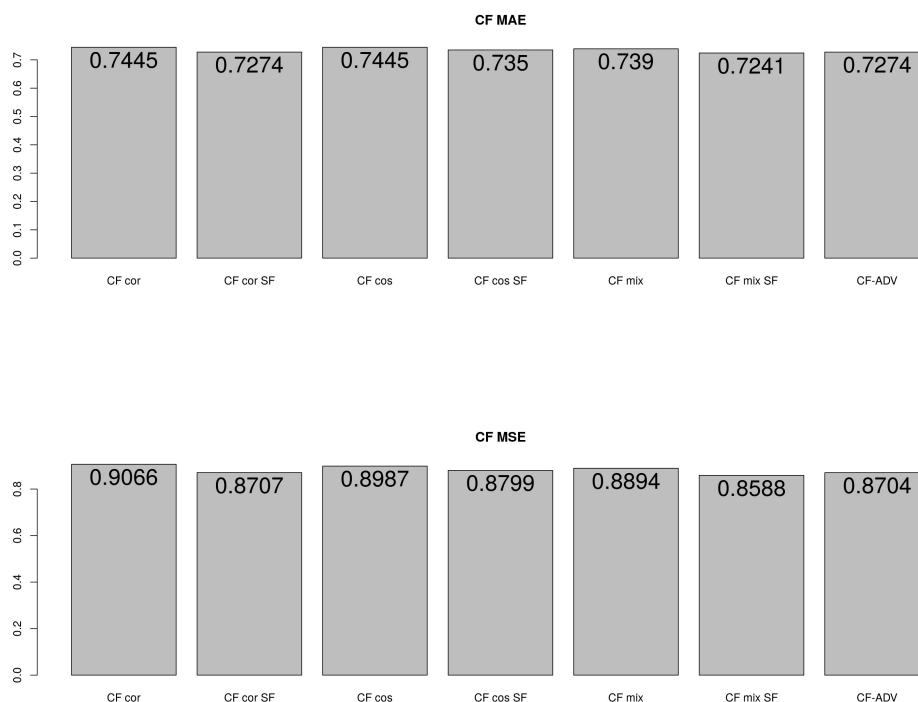 CF MAE
0.7
0.6
0.5
0.4
0.3
0.2
0.1
0.0
0.7445 0.7274 0.7445 0.735 0.739 0.7241 0.7274
CF cor CF cor SF CF cos CF cos SF CF mix CF mix SF CF-ADV
CF MSE
0.8
0.6
0.4
0.2
0.0
0.9066 0.8707 0.8987 0.8799 0.8894 0.8588 0.8704
CF cor CF cor SF CF cos CF cos SF CF mix CF mix SF CF-ADV